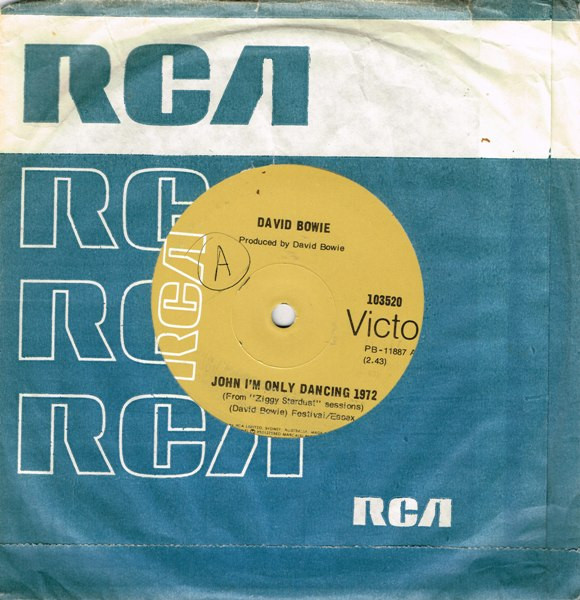 RCA
RCA
RCA
RCA
RCA
DAVID BOWIE
Produced by David Bowie
A
103520
Victo
PB-11887 A
(2.43)
JOHN I'M ONLY DANCING 1972
(From "Ziggy Stardust" sessions)
(David Bowie) Festival/Essex
RCA